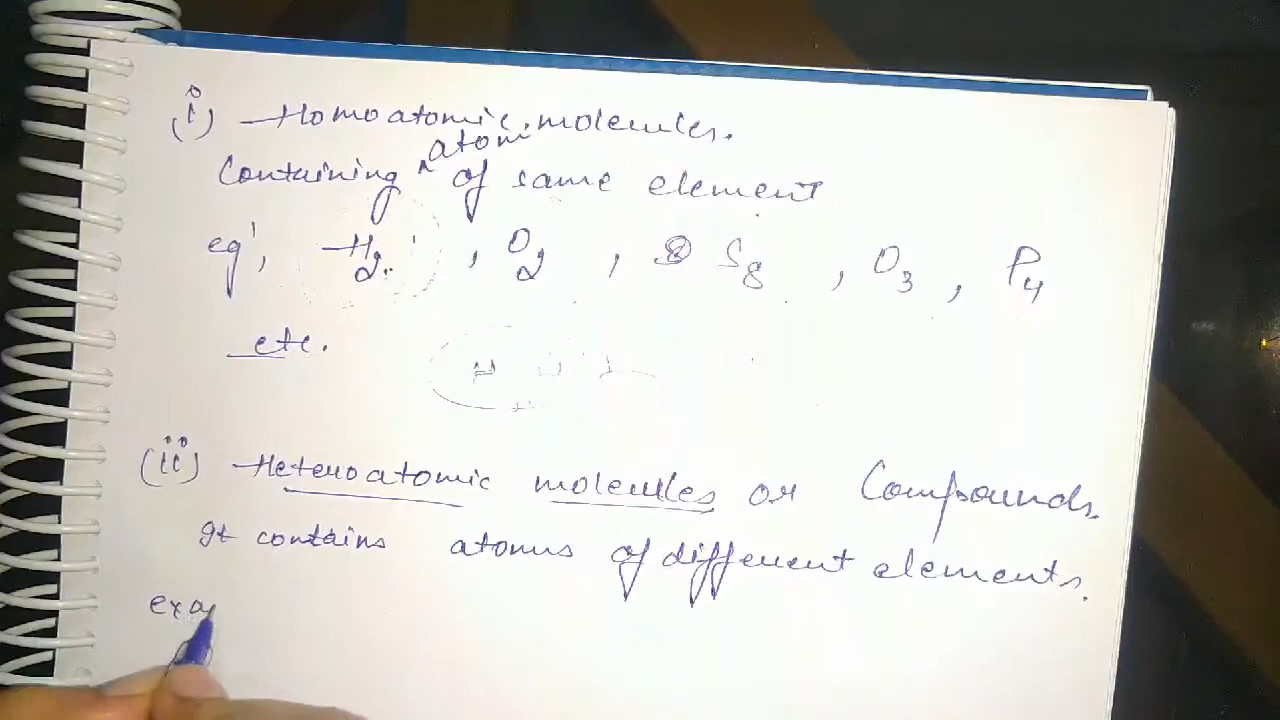 (i) Homoatomic molecules.
atom
Containing ^ of same element
eg', H2, O2, S8, O3, P4
etc.
(ii) Heteroatomic molecules or Compounds.
It contains atoms of different elements.
exa